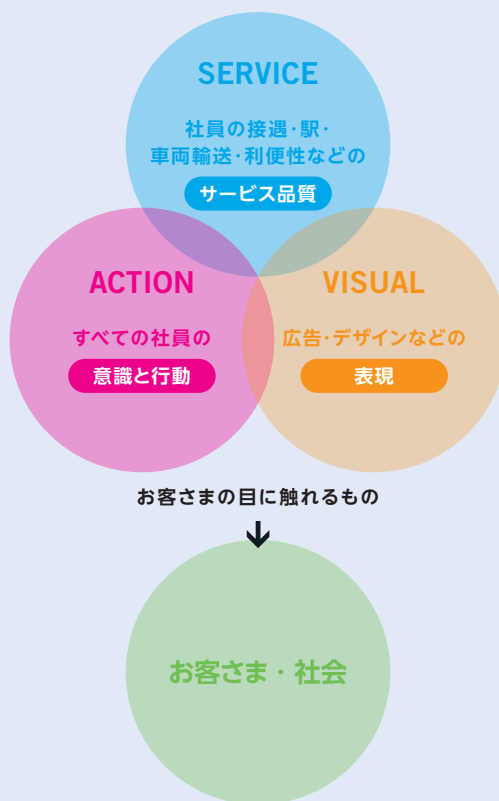 SERVICE
社員の接遇・駅・
車両輸送・利便性などの
サービス品質
ACTION
すべての社員の
意識と行動
VISUAL
広告・デザインなどの
表現
お客さまの目に触れるもの
お客さま・社会